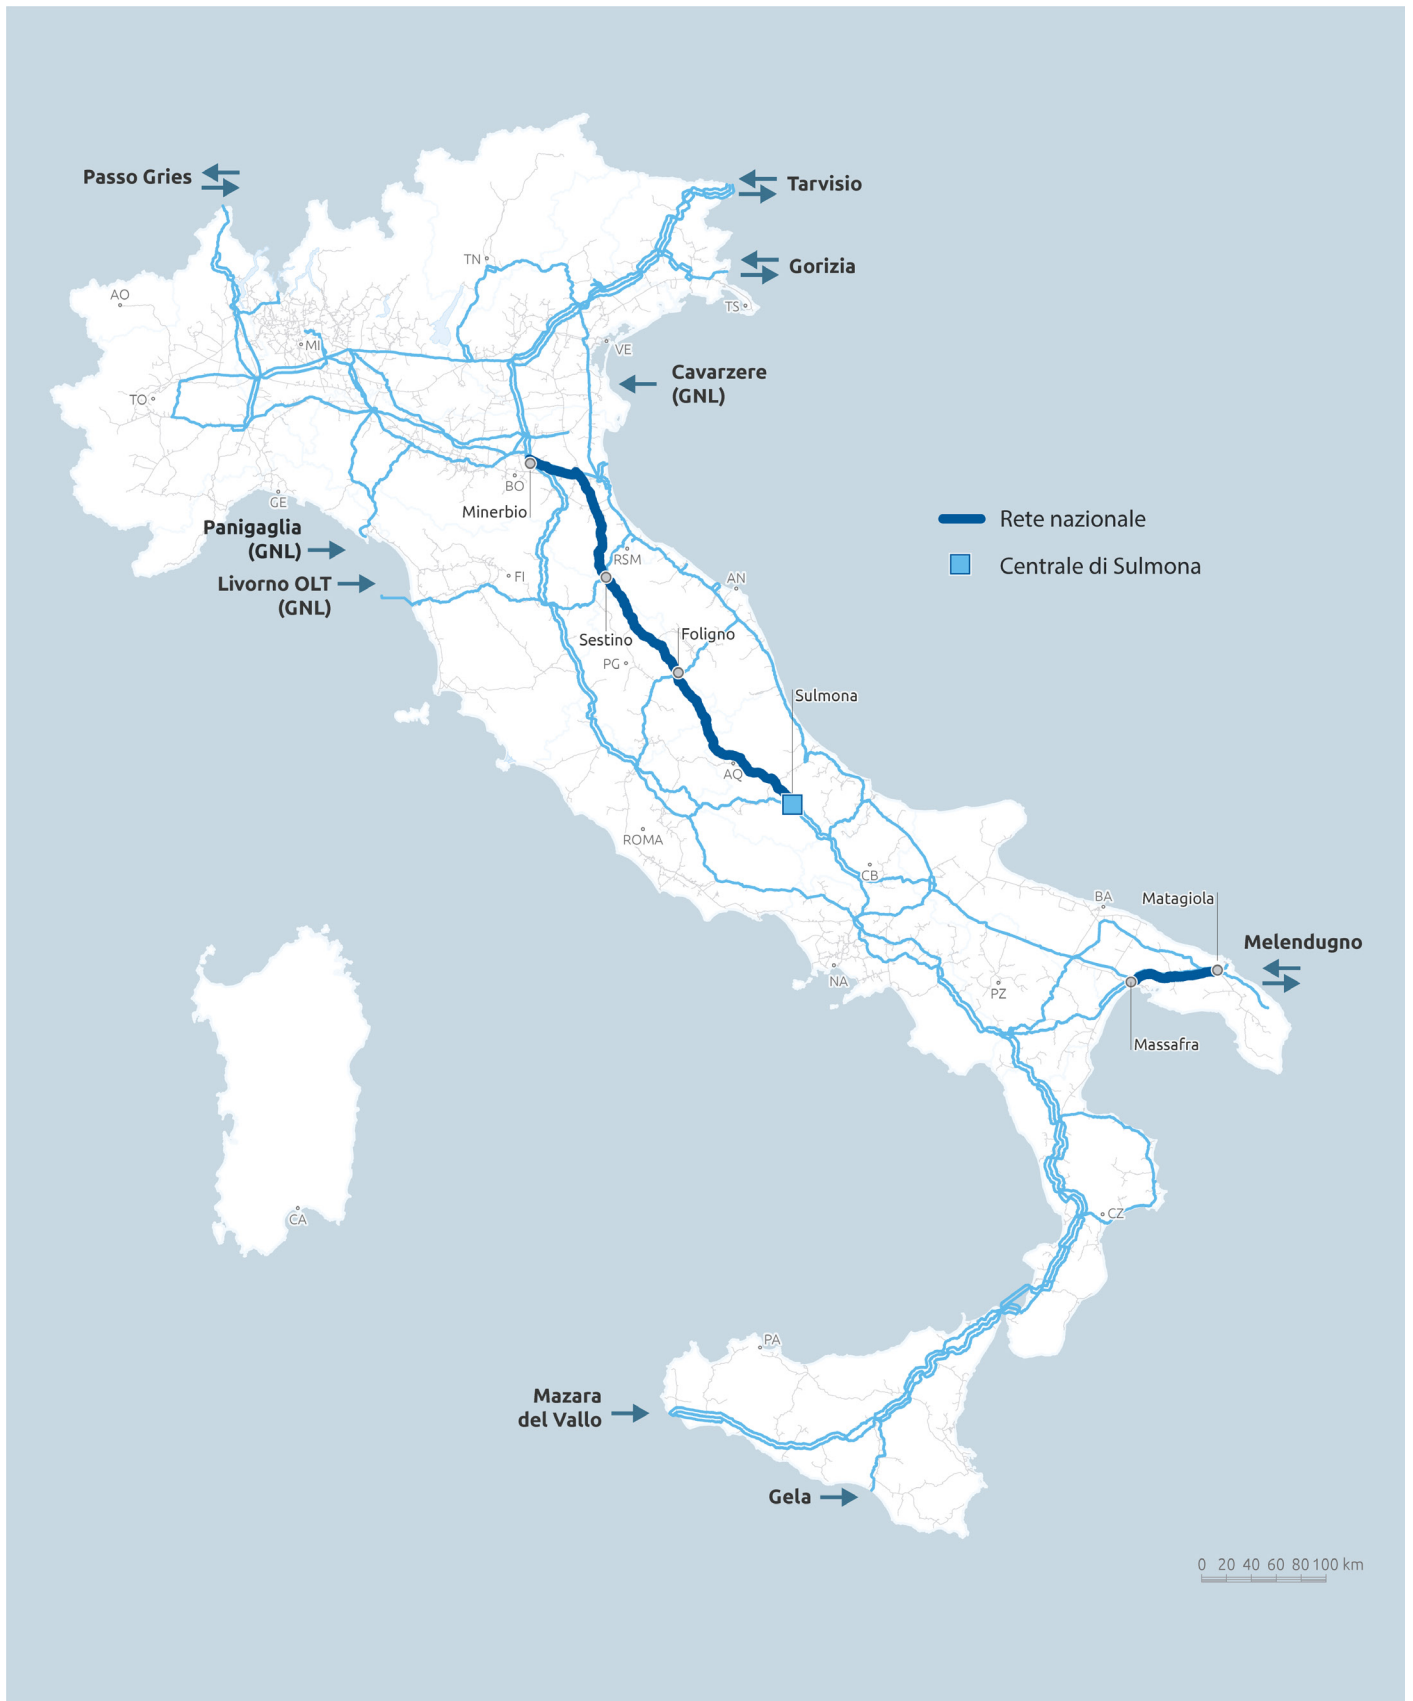 Passo Gries
Tarvisio
TN
Gorizia
AO
TS
MI
VE
Cavarzere
(GNL)
TO
BO
GE
Minerbio
Rete nazionale
Panigaglia
(GNL)
RSM
Centrale di Sulmona
FI
AN
Livorno OLT
(GNL)
Sestino
Foligno
PG
Sulmona
AQ
ROMA
CB
BA
Matagiola
Melendugno
NA
PZ
Massafra
CA
CZ
PA
Mazara
del Vallo
Gela
0 20 40 60 80 100 km